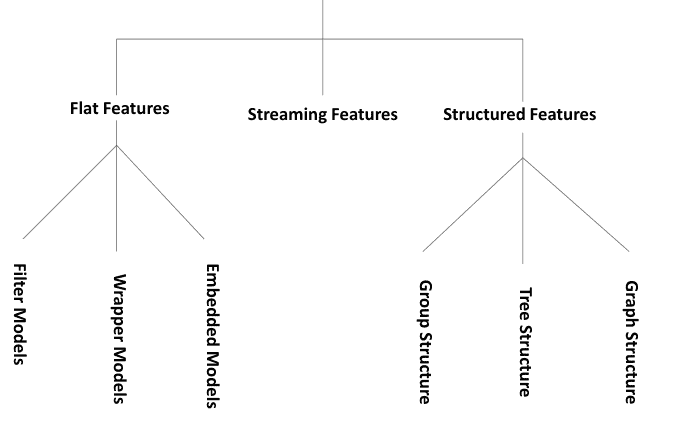 Flat Features
Streaming Features
Structured Features
Filter Models
Wrapper Models
Embedded Models
Group Structure
Tree Structure
Graph Structure